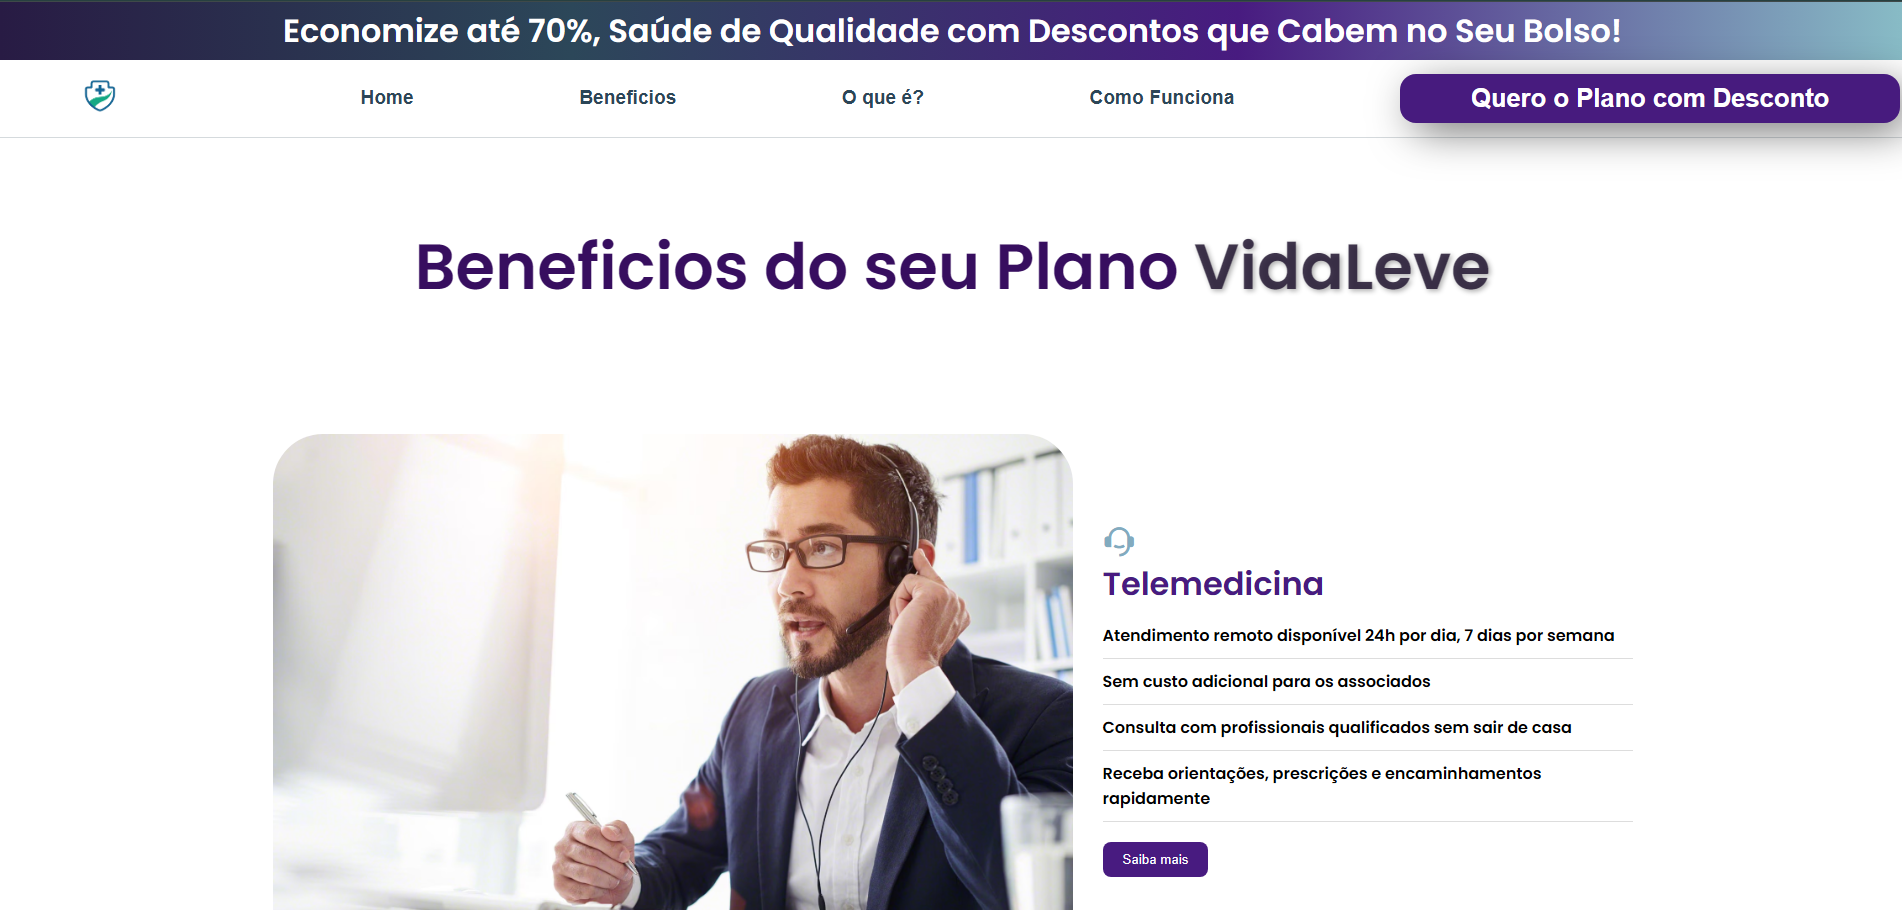 Economize até 70%, Saúde de Qualidade com Descontos que Cabem no Seu Bolso!
Home
Beneficios
O que é?
Como Funciona
Quero o Plano com Desconto
Beneficios do seu Plano VidaLeve
Telemedicina
Atendimento remoto disponível 24h por dia, 7 dias por semana
Sem custo adicional para os associados
Consulta com profissionais qualificados sem sair de casa
Receba orientações, prescrições e encaminhamentos
rapidamente
Saiba mais